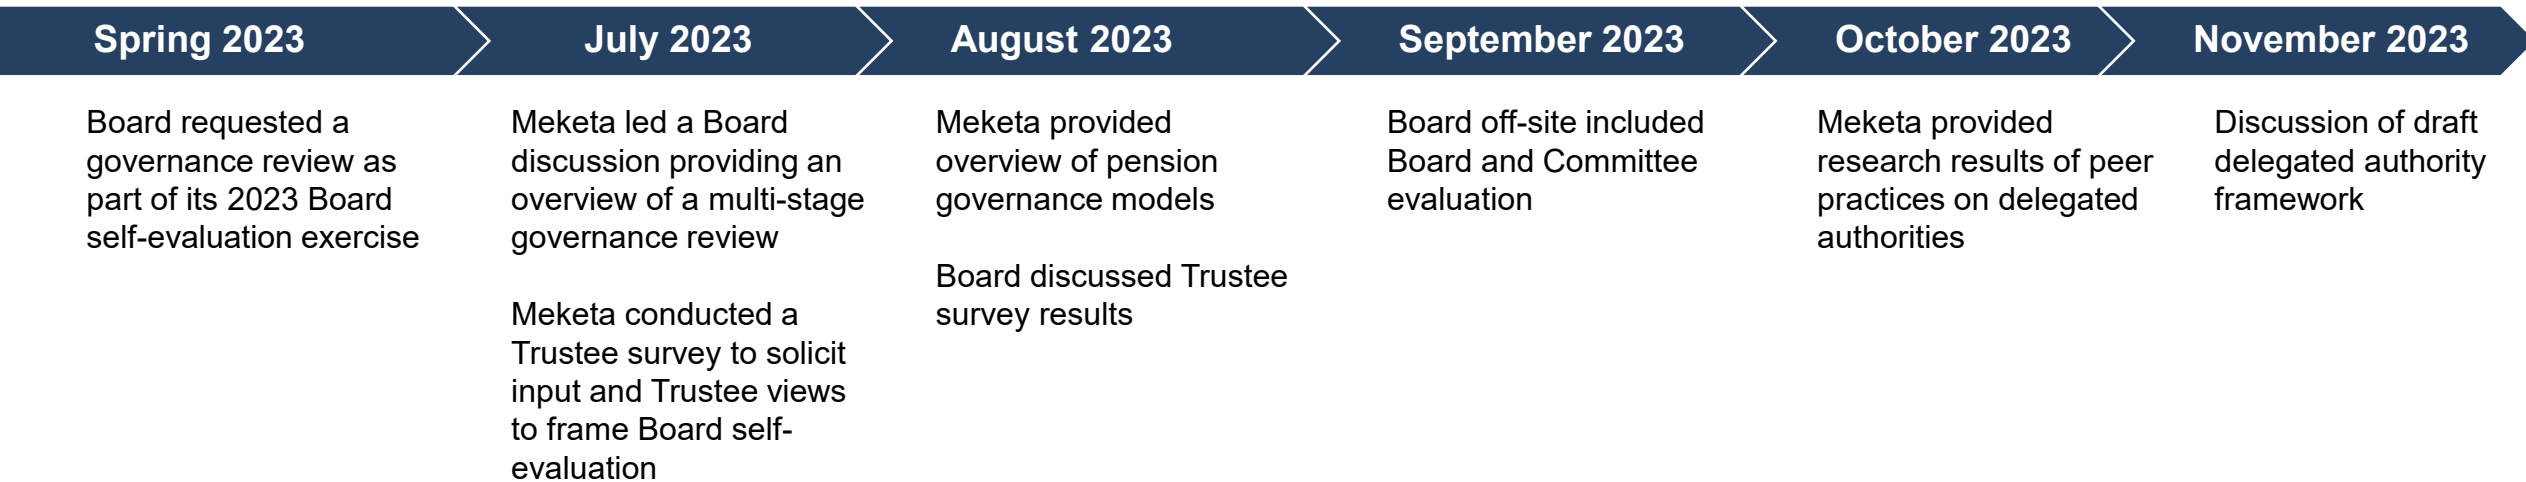 Spring 2023
July 2023
August 2023
September 2023
October 2023
November 2023
Board requested a
governance review as
part of its 2023 Board
self-evaluation exercise
Meketa led a Board
discussion providing an
overview of a multi-stage
governance review
Meketa conducted a
Trustee survey to solicit
input and Trustee views
to frame Board self-
evaluation
Meketa provided
overview of pension
governance models
Board discussed Trustee
survey results
Board off-site included
Board and Committee
evaluation
Meketa provided
research results of peer
practices on delegated
authorities
Discussion of draft
delegated authority
framework